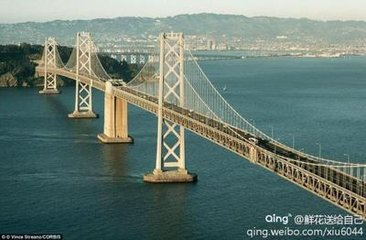 qing @鲜花送给自己
qing.weibo.com/xiu6044
© Vince Streano/CORBIS